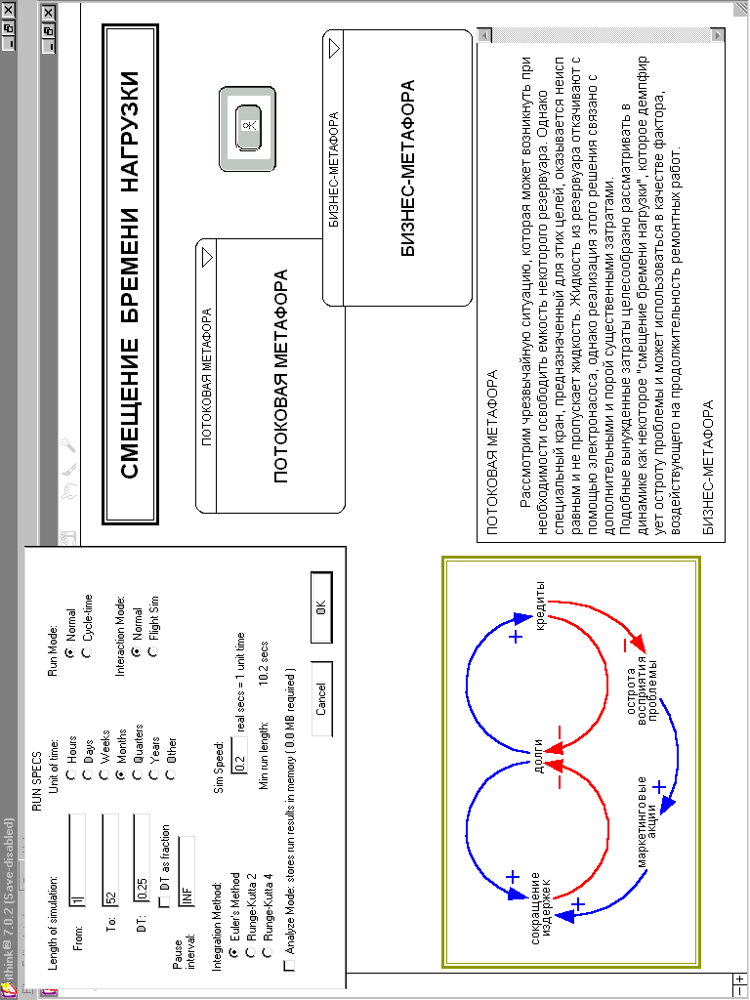 ithink® 7.0.2 (Save-disabled)
RUN SPECS
Length of simulation:
From: 1
To: 52
DT: 0.25
DT as fraction
Pause interval: INF
Integration Method:
Euler's Method
Runge-Kutta 2
Runge-Kutta 4
Unit of time:
Hours
Days
Weeks
Months
Quarters
Years
Other
Run Mode:
Normal
Cycle-time
Interaction Mode:
Normal
Flight Sim
Sim Speed:
0.2 real secs = 1 unit time
Min run length: 10.2 secs
Analyze Mode: stores run results in memory ( 0.0 MB required )
Cancel
OK
СМЕЩЕНИЕ БРЕМЕНИ НАГРУЗКИ
ПОТОКОВАЯ МЕТАФОРА
ПОТОКОВАЯ МЕТАФОРА
БИЗНЕС-МЕТАФОРА
БИЗНЕС-МЕТАФОРА
сокращение
издержек
долги
кредиты
маркетинговые
акции
острота
восприятия
проблемы
+
+
+
+
−
−
−
ПОТОКОВАЯ МЕТАФОРА
Рассмотрим чрезвычайную ситуацию, которая может возникнуть при
необходимости освободить емкость некоторого резервуара. Однако
специальный кран, предназначенный для этих целей, оказывается неисп
равным и не пропускает жидкость. Жидкость из резервуара откачивают с
помощью электронасоса, однако реализация этого решения связано с
дополнительными и порой существенными затратами.
Подобные вынужденные затраты целесообразно рассматривать в
динамике как некоторое "смещение бремени нагрузки", которое демпфир
ует остроту проблемы и может использоваться в качестве фактора,
воздействующего на продолжительность ремонтных работ.
БИЗНЕС-МЕТАФОРА